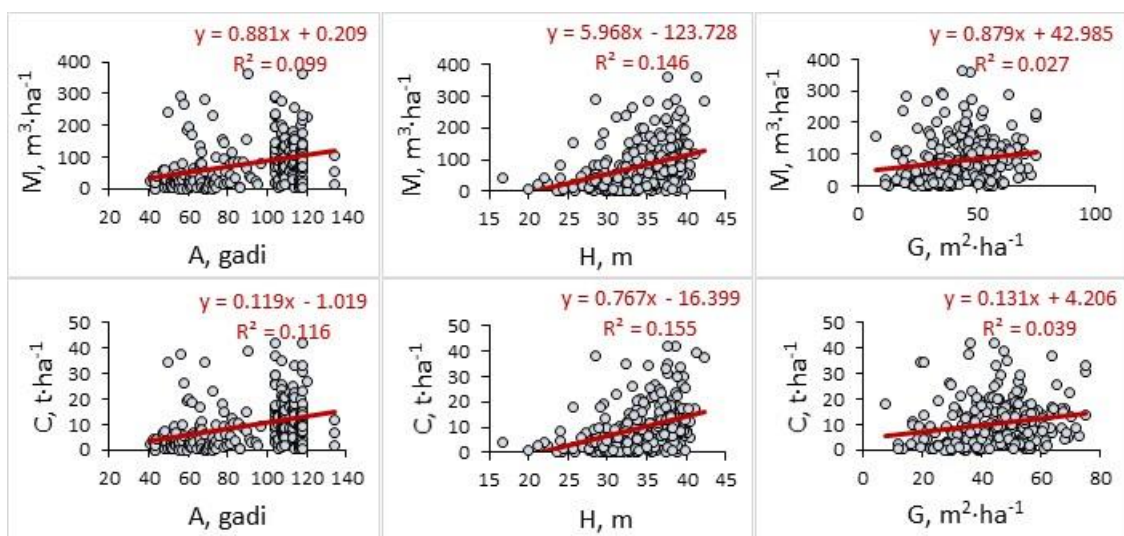 y = 0.881x + 0.209
R² = 0.099
M, m³·ha⁻¹
400
300
200
100
0
20 40 60 80 100 120 140
A, gadi
y = 5.968x - 123.728
R² = 0.146
M, m³·ha⁻¹
400
300
200
100
0
15 20 25 30 35 40 45
H, m
y = 0.879x + 42.985
R² = 0.027
M, m³·ha⁻¹
400
300
200
100
0
0 50 100
G, m²·ha⁻¹
y = 0.119x - 1.019
R² = 0.116
C, t·ha⁻¹
50
40
30
20
10
0
20 40 60 80 100 120 140
A, gadi
y = 0.767x - 16.399
R² = 0.155
C, t·ha⁻¹
50
40
30
20
10
0
15 20 25 30 35 40 45
H, m
y = 0.131x + 4.206
R² = 0.039
C, t·ha⁻¹
50
40
30
20
10
0
0 20 40 60 80
G, m²·ha⁻¹